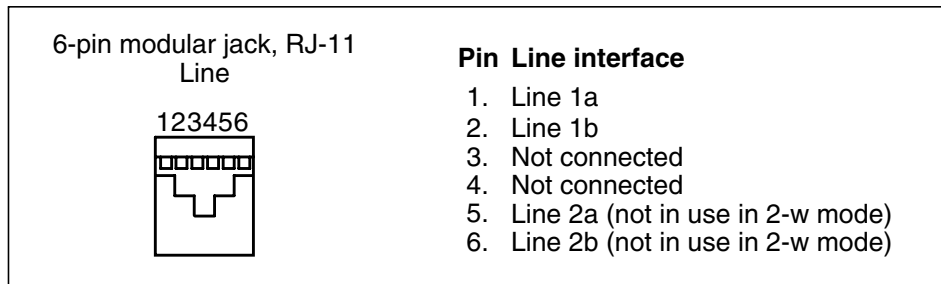 6-pin modular jack, RJ-11
Line
123456
Pin Line interface
1. Line 1a
2. Line 1b
3. Not connected
4. Not connected
5. Line 2a (not in use in 2-w mode)
6. Line 2b (not in use in 2-w mode)